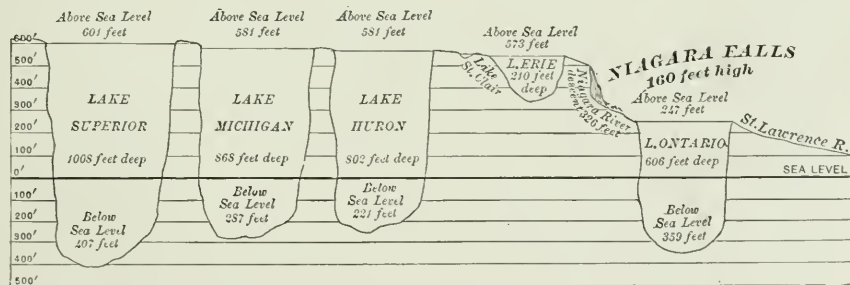 600'
500'
400'
300'
200'
100'
0'
100'
200'
300'
400'
500'
Above Sea Level
601 feet
LAKE
SUPERIOR
1008 feet deep
Below
Sea Level
407 feet
Above Sea Level
581 feet
LAKE
MICHIGAN
868 feet deep
Below
Sea Level
287 feet
Above Sea Level
581 feet
LAKE
HURON
802 feet deep
Below
Sea Level
221 feet
Lake
St. Clair
Above Sea Level
573 feet
L. ERIE
210 feet
deep
Niagara River
descent 326 feet
NIAGARA FALLS
160 feet high
Above Sea Level
247 feet
L. ONTARIO
606 feet deep
Below
Sea Level
359 feet
St. Lawrence R.
SEA LEVEL